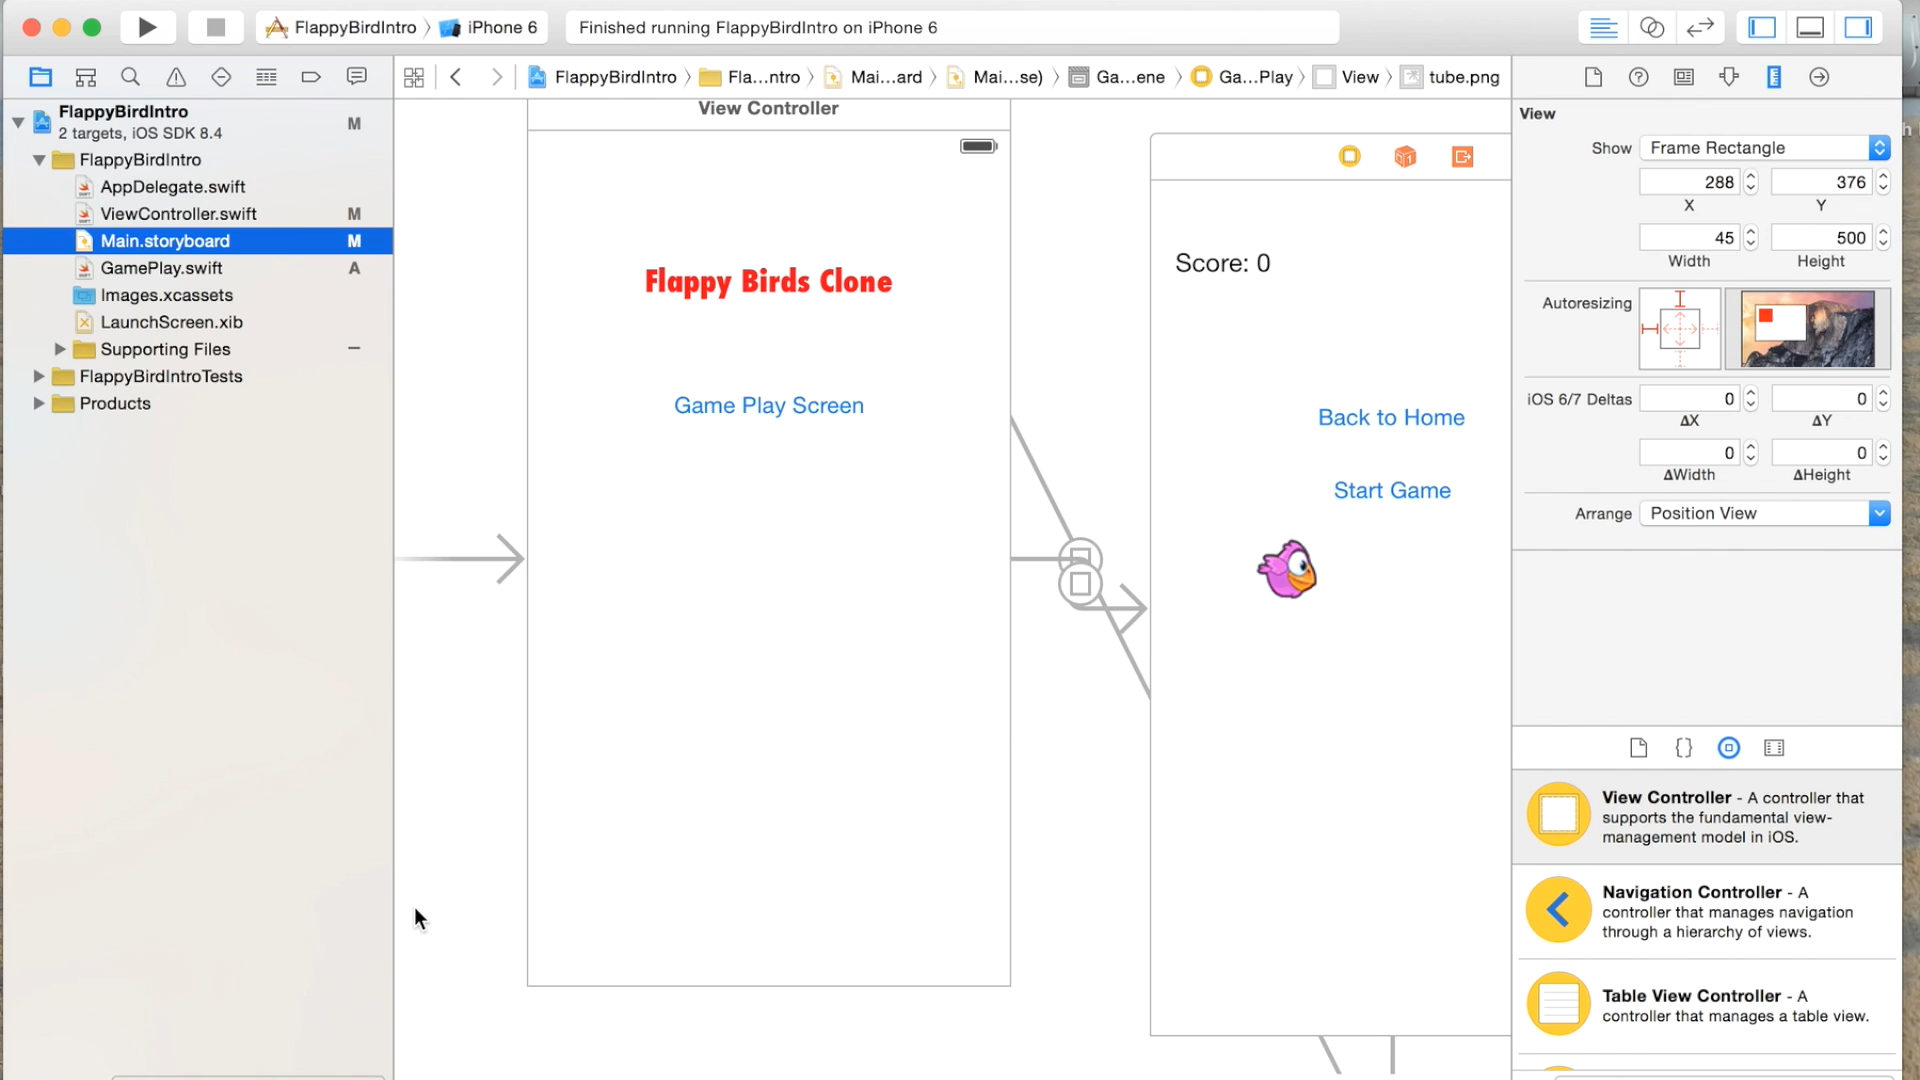 FlappyBirdIntro
iPhone 6
Finished running FlappyBirdIntro on iPhone 6
FlappyBirdIntro
Fla...ntro
Mai...ard
Mai...se)
Ga...ene
Ga...Play
View
tube.png
FlappyBirdIntro
2 targets, iOS SDK 8.4
M
FlappyBirdIntro
AppDelegate.swift
ViewController.swift
M
Main.storyboard
M
GamePlay.swift
A
Images.xcassets
LaunchScreen.xib
Supporting Files
FlappyBirdIntroTests
Products
View Controller
Flappy Birds Clone
Game Play Screen
Score: 0
Back to Home
Start Game
View
Show
Frame Rectangle
288
376
X
Y
45
500
Width
Height
Autoresizing
iOS 6/7 Deltas
0
0
ΔX
ΔY
0
0
ΔWidth
ΔHeight
Arrange
Position View
View Controller - A controller that
supports the fundamental view-
management model in iOS.
Navigation Controller - A
controller that manages navigation
through a hierarchy of views.
Table View Controller - A
controller that manages a table view.